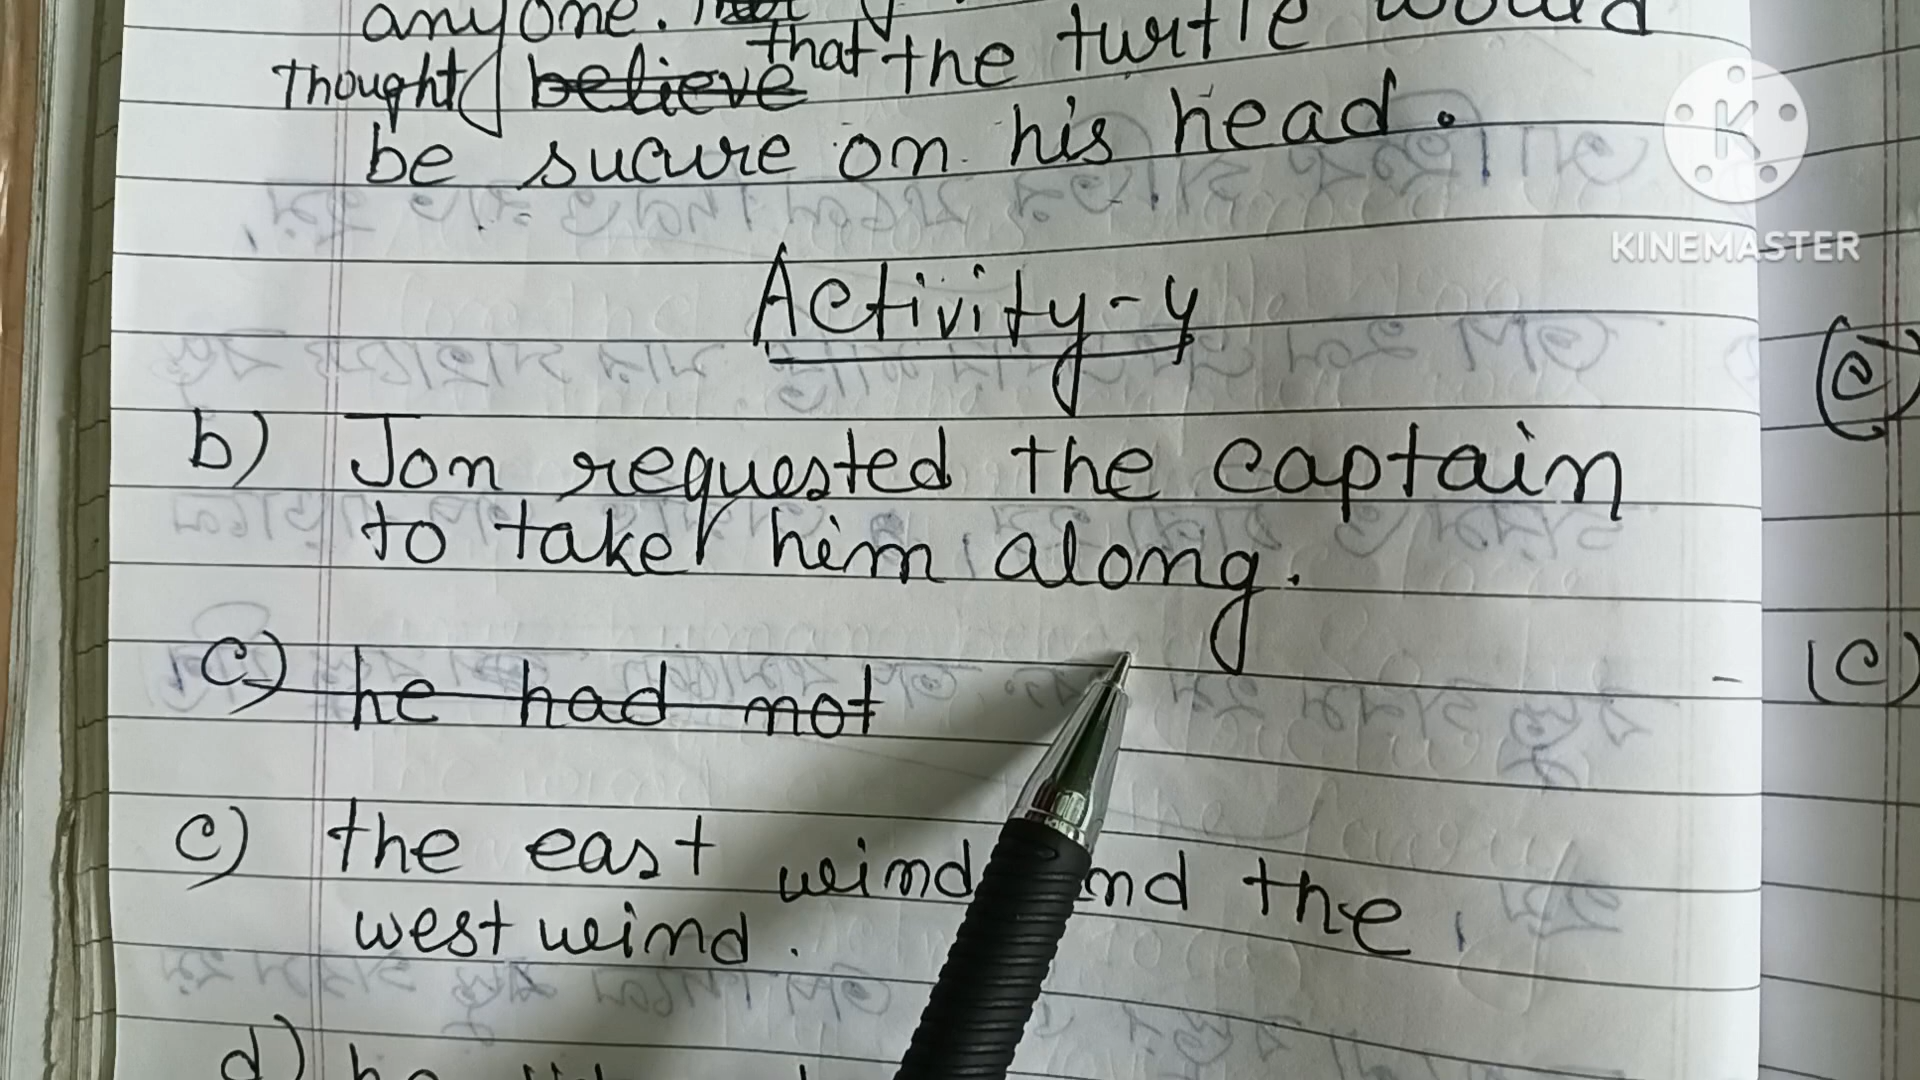 anyone.
Thought believe that the turtle would
be sucure on his head.
Activity-4
b) Jon requested the captain
to take him along.
c) he had not
c) the east wind and the
west wind.
d) he
(e)
(c)
K
KINEMASTER